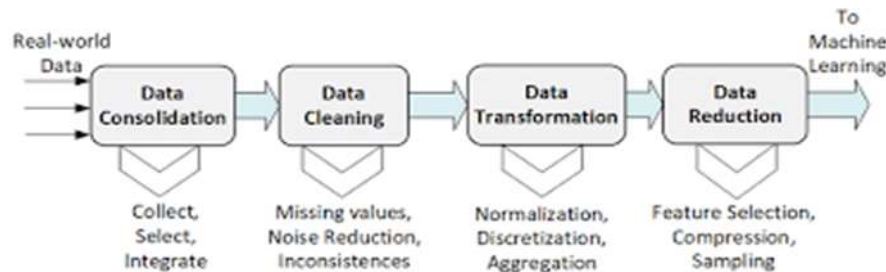 Real-world
Data
To
Machine
Learning
Data
Consolidation
Data
Cleaning
Data
Transformation
Data
Reduction
Collect,
Select,
Integrate
Missing values,
Noise Reduction,
Inconsistences
Normalization,
Discretization,
Aggregation
Feature Selection,
Compression,
Sampling